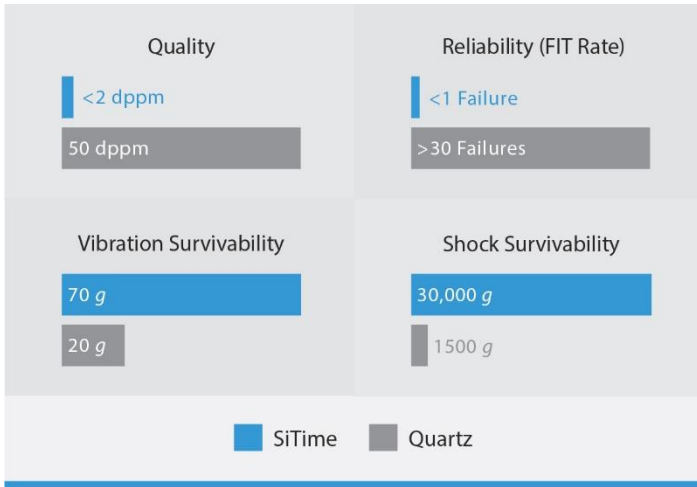 Quality
<2 dppm
50 dppm
Reliability (FIT Rate)
<1 Failure
>30 Failures
Vibration Survivability
70 g
20 g
Shock Survivability
30,000 g
1500 g
SiTime
Quartz